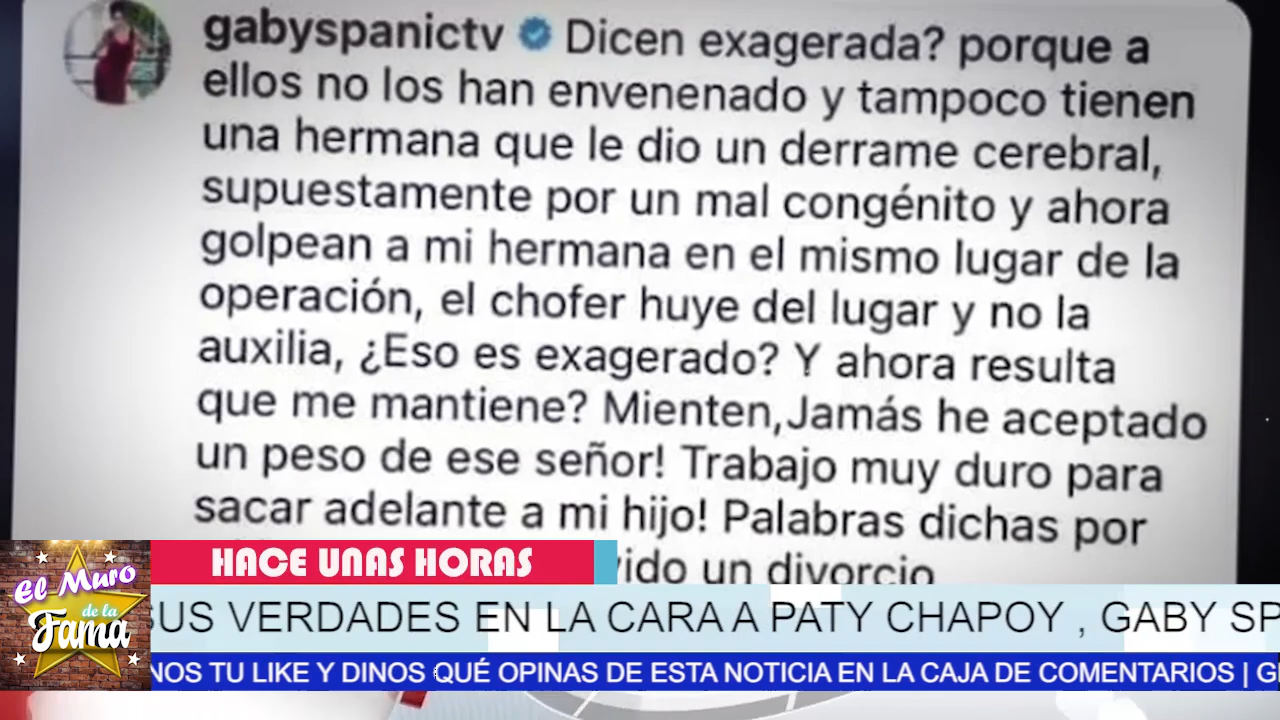 gabyspanictv Dicen exagerada? porque a
ellos no los han envenenado y tampoco tienen
una hermana que le dio un derrame cerebral,
supuestamente por un mal congénito y ahora
golpean a mi hermana en el mismo lugar de la
operación, el chofer huye del lugar y no la
auxilia, ¿Eso es exagerado? Y ahora resulta
que me mantiene? Mienten,Jamás he aceptado
un peso de ese señor! Trabajo muy duro para
sacar adelante a mi hijo! Palabras dichas por
un divorcio
El Muro
de la
Fama
HACE UNAS HORAS
SUS VERDADES EN LA CARA A PATY CHAPOY , GABY SP
NOS TU LIKE Y DINOS QUÉ OPINAS DE ESTA NOTICIA EN LA CAJA DE COMENTARIOS |